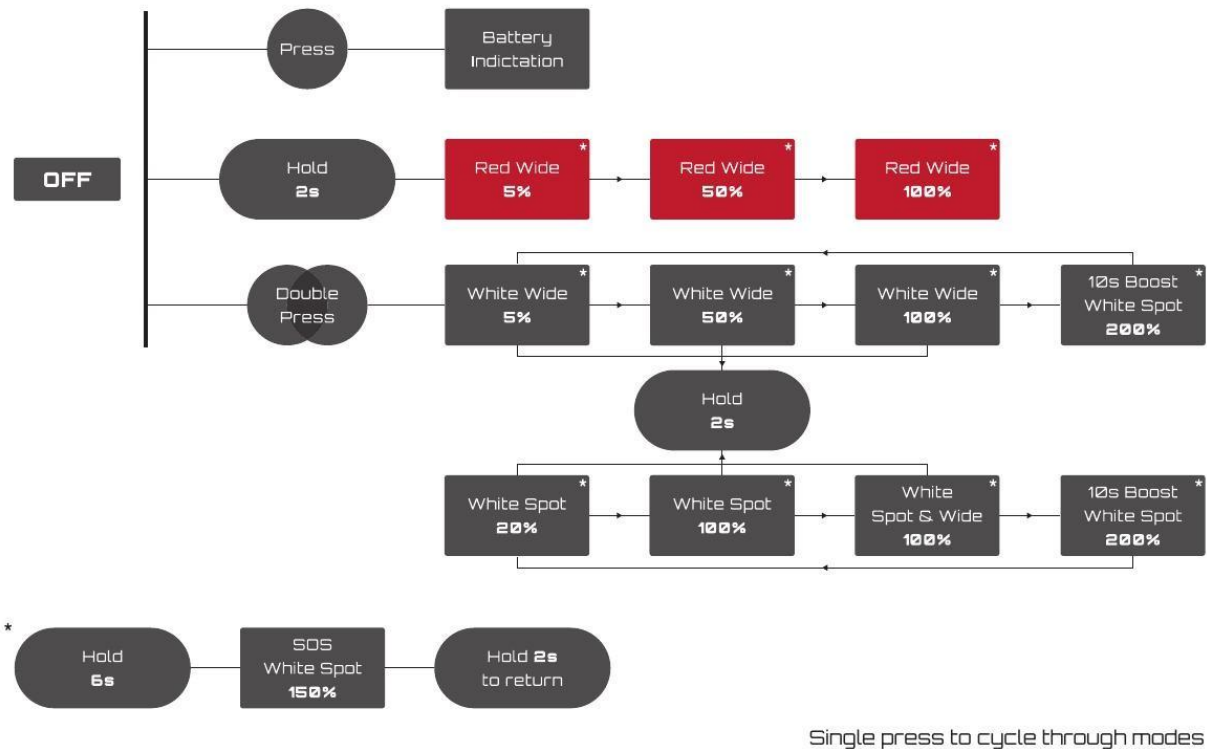 Press
Battery
Indictation
OFF
Hold
2s
Red Wide *
5%
Red Wide *
50%
Red Wide *
100%
Double
Press
White Wide *
5%
White Wide *
50%
White Wide *
100%
10s Boost *
White Spot
200%
Hold
2s
White Spot *
20%
White Spot *
100%
White *
Spot & Wide
100%
10s Boost *
White Spot
200%
*
Hold
6s
SOS
White Spot
150%
Hold 2s
to return
Single press to cycle through modes